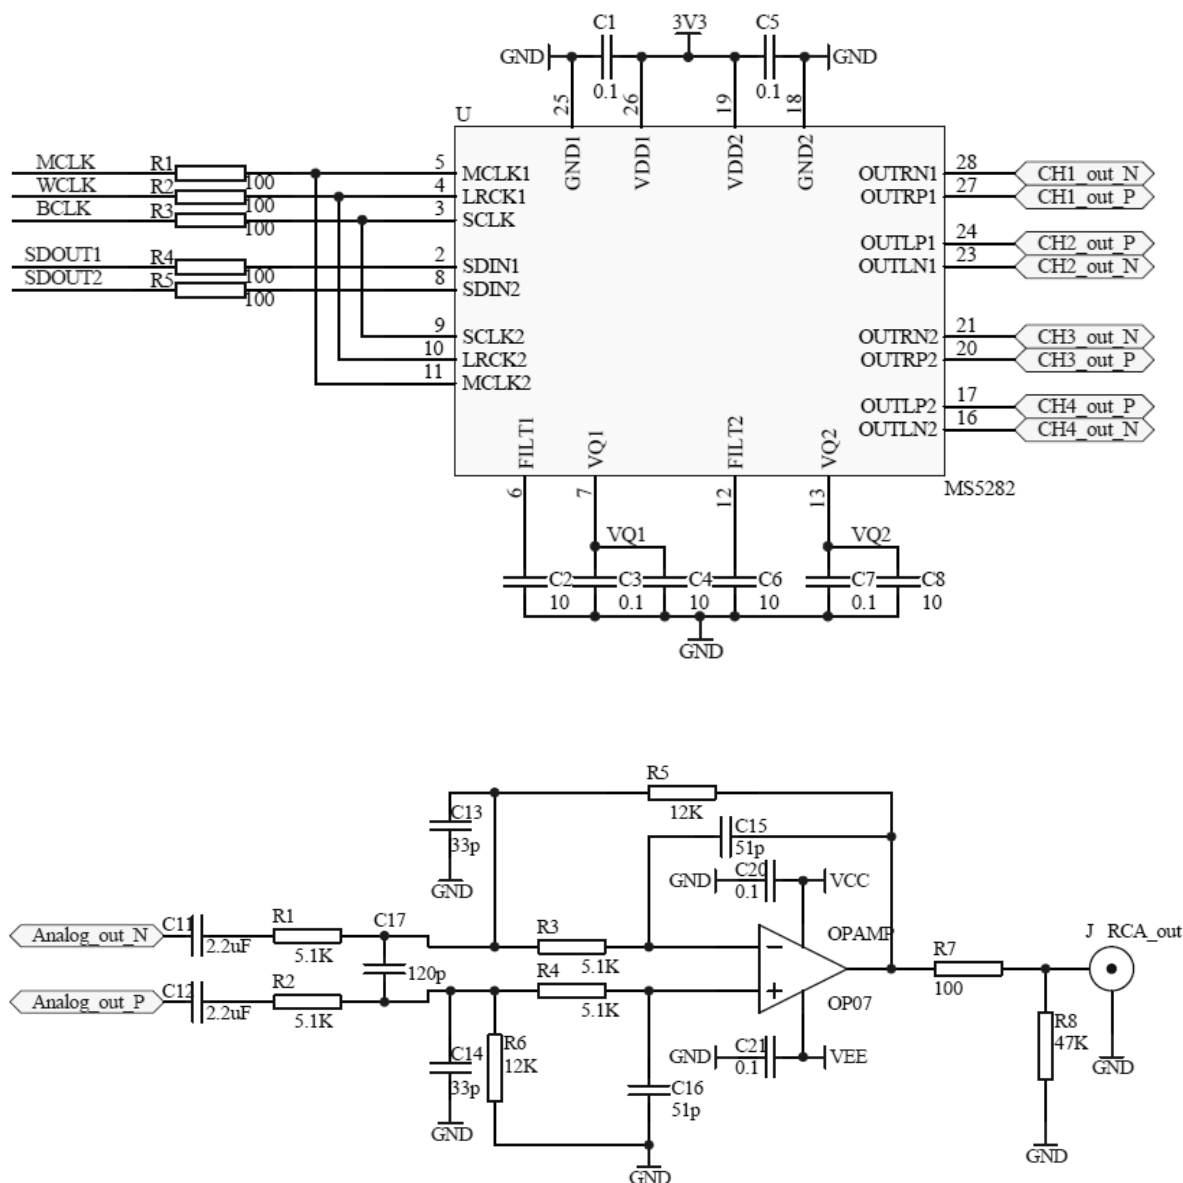 C1 3V3 C5
GND GND
0.1 0.1
25 26 19 18
U
GND1 VDD1 VDD2 GND2
MCLK R1 100 5 MCLK1 OUTRN1 28 CH1_out_N
WCLK R2 100 4 LRCK1 OUTRP1 27 CH1_out_P
BCLK R3 100 3 SCLK
OUTLP1 24 CH2_out_P
SDOUT1 R4 100 2 SDIN1 OUTLN1 23 CH2_out_N
SDOUT2 R5 100 8 SDIN2
9 SCLK2 OUTRN2 21 CH3_out_N
10 LRCK2 OUTRP2 20 CH3_out_P
11 MCLK2
OUTLP2 17 CH4_out_P
OUTLN2 16 CH4_out_N
FILT1 VQ1 FILT2 VQ2
6 7 12 13 MS5282
VQ1 VQ2
C2 C3 C4 C6 C7 C8
10 0.1 10 10 0.1 10
GND
R5
12K
C13
33p
C15
51p
GND
GND C20 0.1 VCC
Analog_out_N C11 2.2uF R1 5.1K C17 R3 5.1K OPAMP R7 100 J RCA_out
120p
Analog_out_P C12 2.2uF R2 5.1K R4 5.1K OP07
R8
47K
R6
12K
C14
33p
GND C21 0.1 VEE
GND
C16
51p
GND
GND
GND